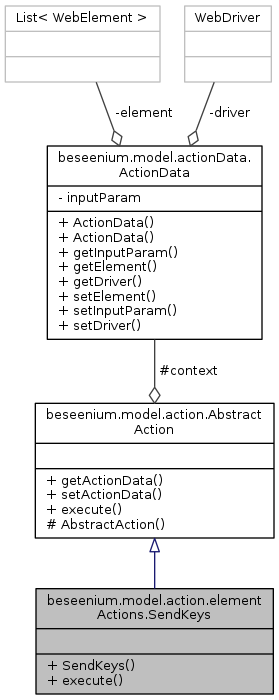 List< WebElement >
WebDriver
-element
-driver
beseenium.model.actionData.
ActionData
- inputParam
+ ActionData()
+ ActionData()
+ getInputParam()
+ getElement()
+ getDriver()
+ setElement()
+ setInputParam()
+ setDriver()
#context
beseenium.model.action.Abstract
Action
+ getActionData()
+ setActionData()
+ execute()
# AbstractAction()
beseenium.model.action.element
Actions.SendKeys
+ SendKeys()
+ execute()